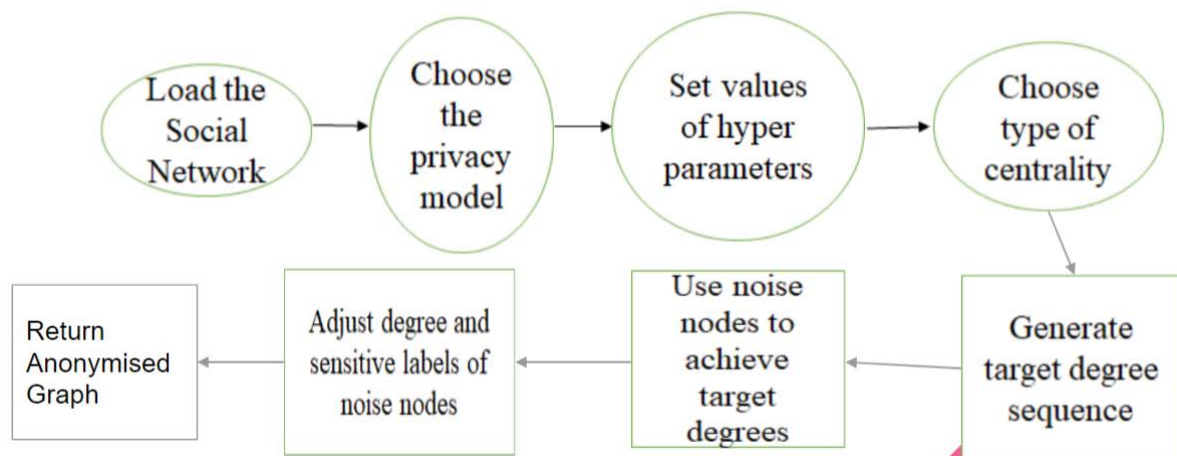 Load the
Social
Network
Choose
the
privacy
model
Set values
of hyper
parameters
Choose
type of
centrality
Generate
target degree
sequence
Use noise
nodes to
achieve
target
degrees
Adjust degree and
sensitive labels of
noise nodes
Return
Anonymised
Graph